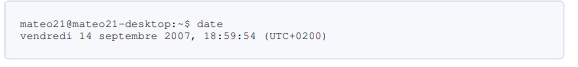 mateo21@mateo21-desktop:~$ date
vendredi 14 septembre 2007, 18:59:54 (UTC+0200)